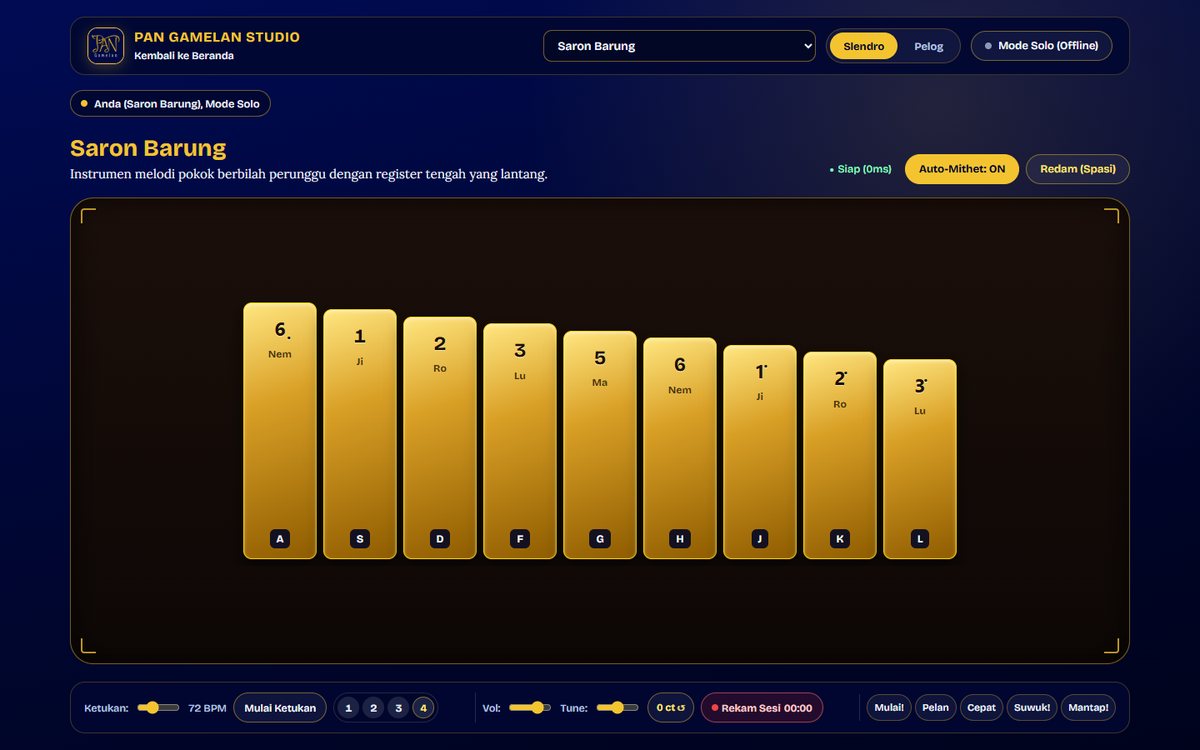 PAN
Gamelan
PAN GAMELAN STUDIO
Kembali ke Beranda
Saron Barung
Slendro
Pelog
Mode Solo (Offline)
Anda (Saron Barung), Mode Solo
Saron Barung
Instrumen melodi pokok berbilah perunggu dengan register tengah yang lantang.
• Siap (0ms)
Auto-Mithet: ON
Redam (Spasi)
6̣
Nem
A
1
Ji
S
2
Ro
D
3
Lu
F
5
Ma
G
6
Nem
H
1̇
Ji
J
2̇
Ro
K
3̇
Lu
L
Ketukan:
72 BPM
Mulai Ketukan
1 2 3 4
Vol:
Tune:
0 ct ↺
Rekam Sesi 00:00
Mulai!
Pelan
Cepat
Suwuk!
Mantap!